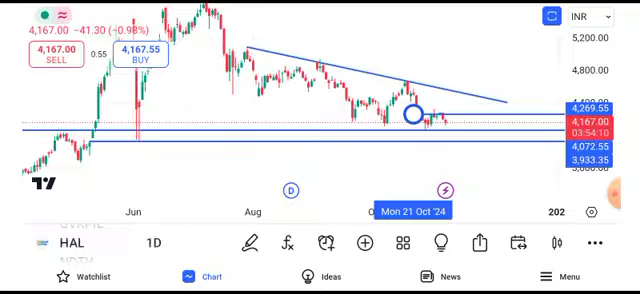 4,167.00 −41.30 (−0.98%)
4,167.00 SELL
0.55
4,167.55 BUY
INR
5,200.00
4,800.00
4,269.55
4,167.00
03:54:10
4,072.55
3,933.35
D
Jun
Aug
Mon 21 Oct '24
202
HAL
1D
Watchlist
Chart
Ideas
News
Menu